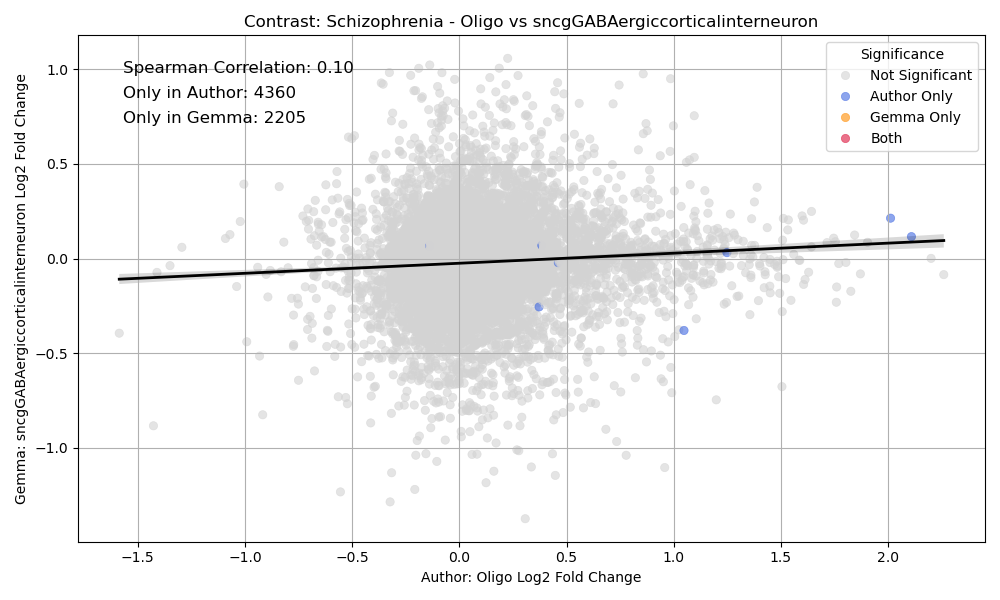 Contrast: Schizophrenia - Oligo vs sncgGABAergiccorticalinterneuron
Spearman Correlation: 0.10
Only in Author: 4360
Only in Gemma: 2205
Significance
Not Significant
Author Only
Gemma Only
Both
Gemma: sncgGABAergiccorticalinterneuron Log2 Fold Change
1.0
0.5
0.0
−0.5
−1.0
−1.5
−1.0
−0.5
0.0
0.5
1.0
1.5
2.0
Author: Oligo Log2 Fold Change